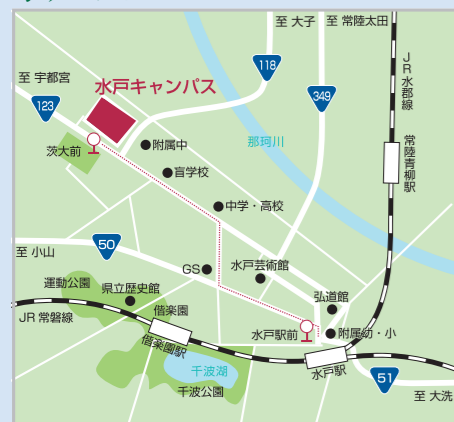 至 大子
至 常陸太田
至 宇都宮
118
JR水郡線
水戸キャンパス
349
123
那珂川
茨大前
附属中
常陸青柳駅
盲学校
中学・高校
50
至 小山
GS
水戸芸術館
運動公園
県立歴史館
偕楽園
弘道館
JR 常磐線
水戸駅前
附属幼・小
偕楽園駅
千波湖
水戸駅
千波公園
51
至 大洗